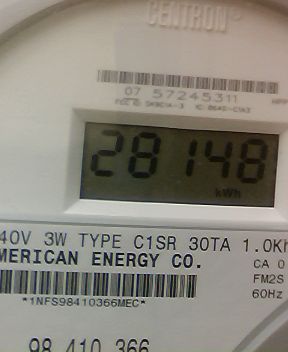 CENTRON®
07 57245311
28148
kWh
40V 3W TYPE C1SR 30TA 1.0Kh
MERICAN ENERGY CO.
CA 0
FM2S
60Hz
*1NFS98410366MEC*
98 410 366